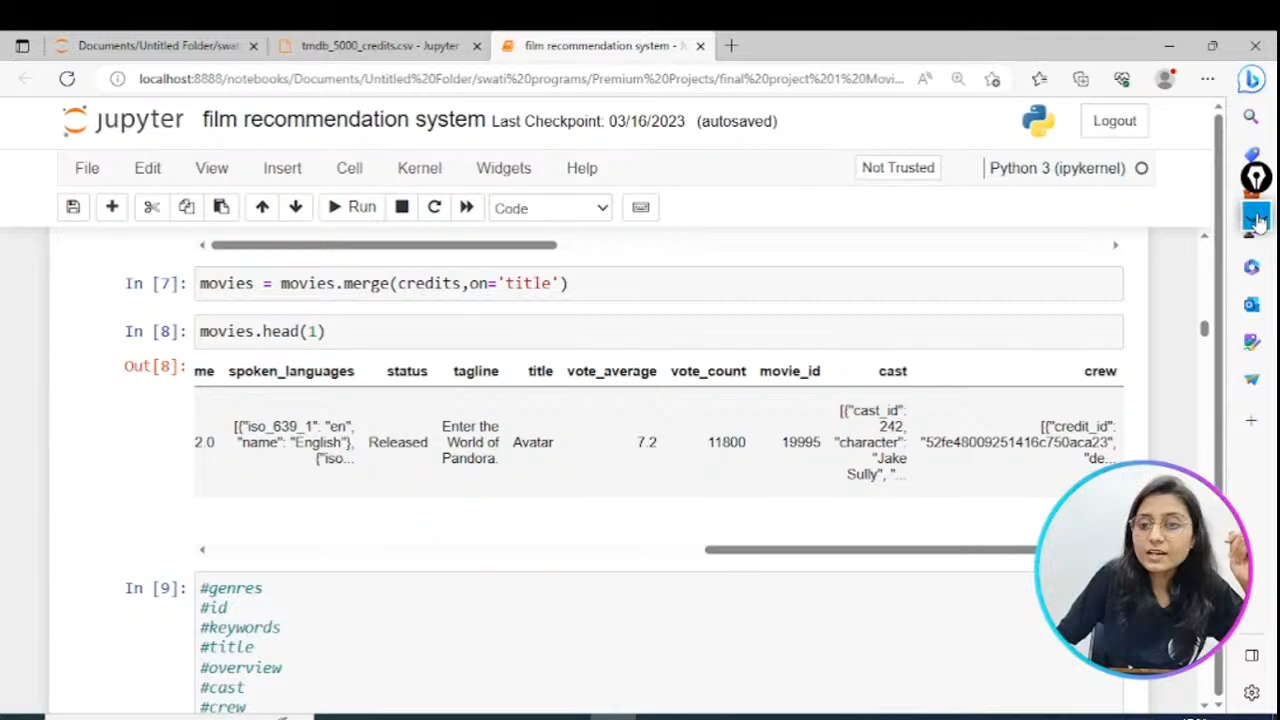 Documents/Untitled Folder/swat
tmdb_5000_credits.csv - Jupyter
film recommendation system - J
localhost:8888/notebooks/Documents/Untitled%20Folder/swati%20programs/Premium%20Projects/final%20project%201%20Movi...
jupyter film recommendation system Last Checkpoint: 03/16/2023 (autosaved)
Logout
File Edit View Insert Cell Kernel Widgets Help
Not Trusted
Python 3 (ipykernel)
Run
Code
In [7]: movies = movies.merge(credits,on='title')
In [8]: movies.head(1)
Out[8]:
me spoken_languages status tagline title vote_average vote_count movie_id cast crew
2.0
[{"iso_639_1": "en",
"name": "English"},
{"iso...
Released
Enter the
World of
Pandora.
Avatar
7.2
11800
19995
[{"cast_id":
242,
"character":
"Jake
Sully", "...
[{"credit_id":
"52fe48009251416c750aca23",
"de...
In [9]: #genres
#id
#keywords
#title
#overview
#cast
#crew